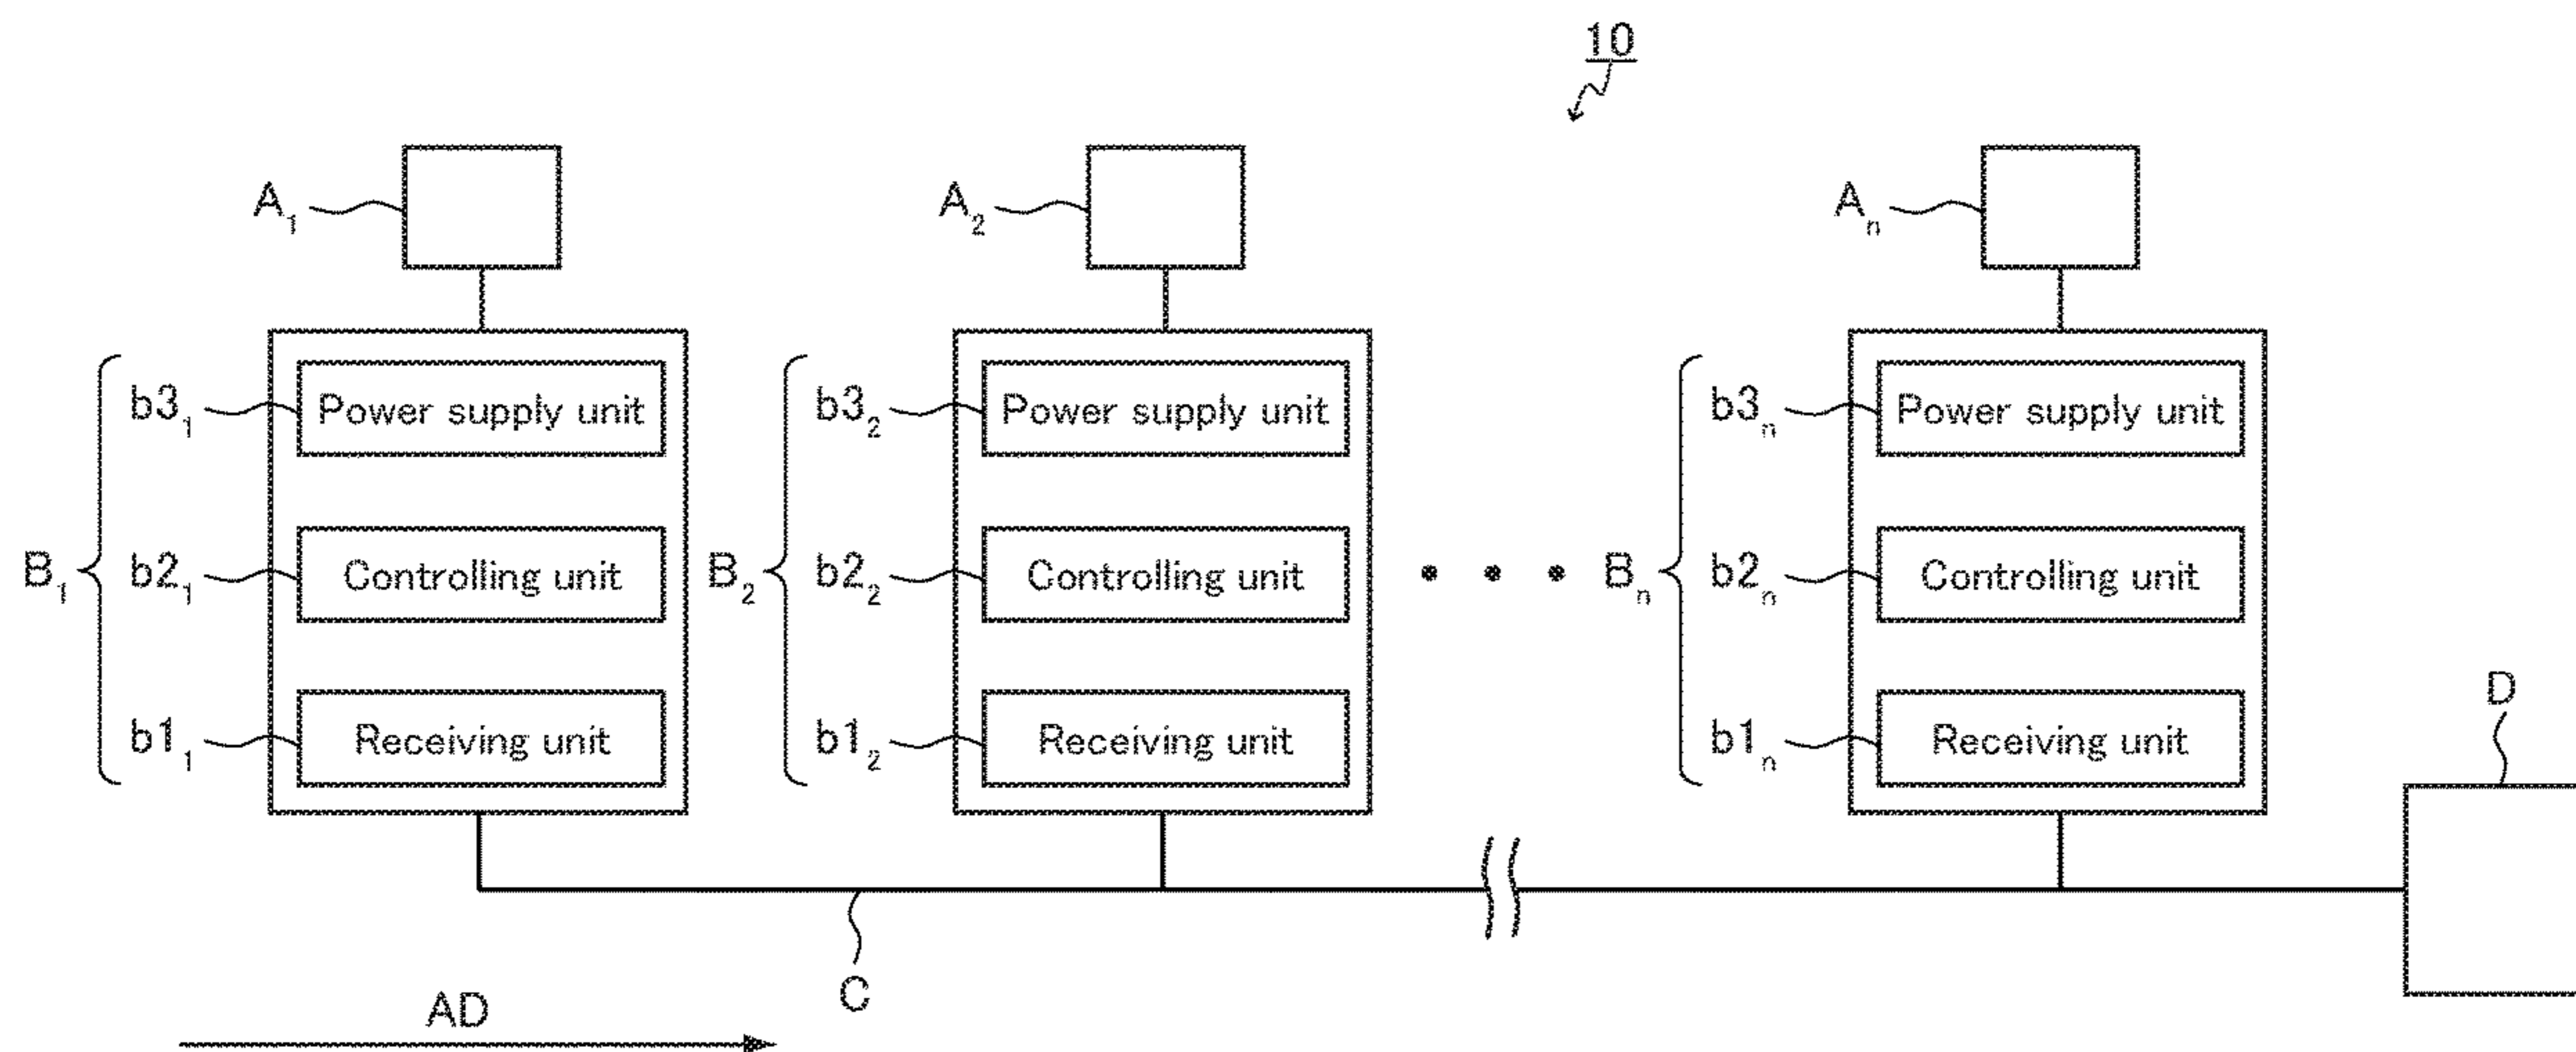 10
A1 A2 An
b31 Power supply unit b32 Power supply unit b3n Power supply unit
B1 b21 Controlling unit B2 b22 Controlling unit • • • Bn b2n Controlling unit
b11 Receiving unit b12 Receiving unit b1n Receiving unit
D
C
AD